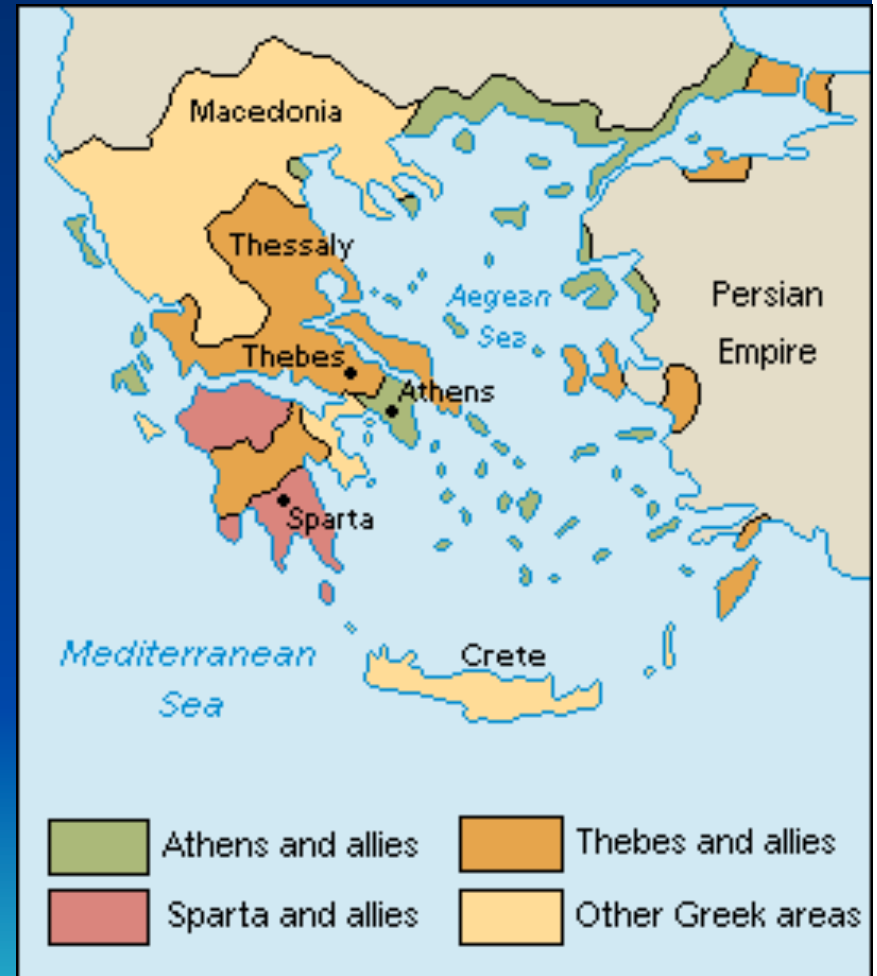 Macedonia
Thessaly
Aegean
Sea
Persian
Empire
Thebes
Athens
Sparta
Mediterranean
Sea
Crete
Athens and allies
Thebes and allies
Sparta and allies
Other Greek areas